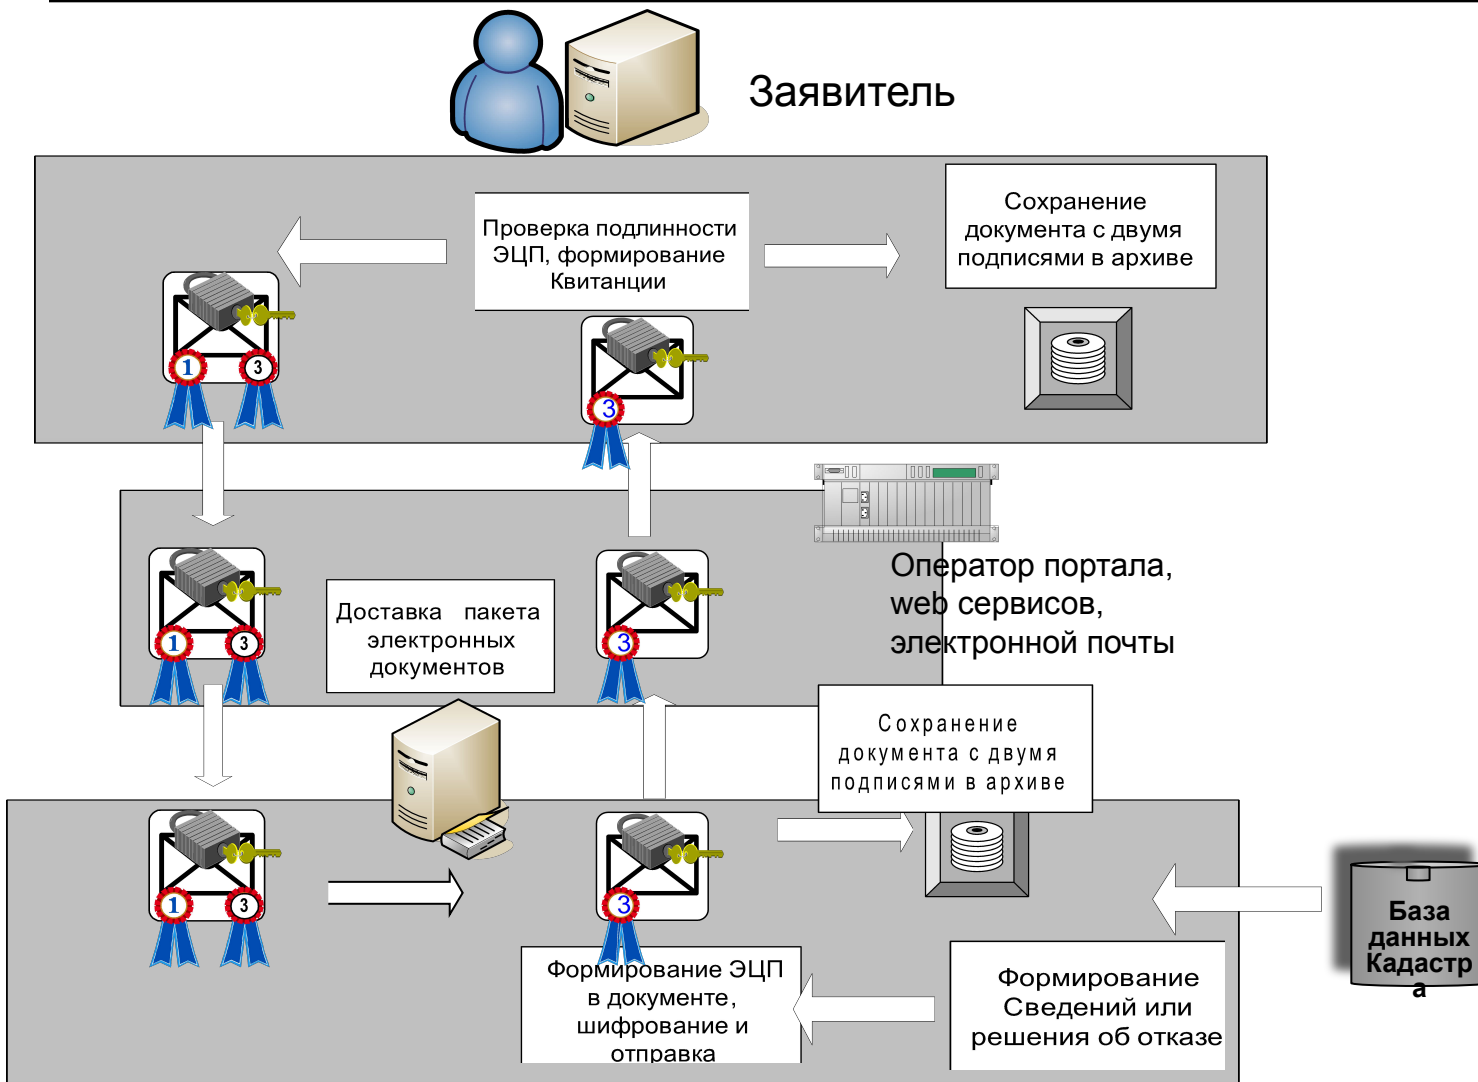 Заявитель
Проверка подлинности
ЭЦП, формирование
Квитанции
Сохранение
документа с двумя
подписями в архиве
1
3
3
Оператор портала,
web сервисов,
электронной почты
1
3
Доставка пакета
электронных
документов
3
Сохранение
документа с двумя
подписями в архиве
1
3
3
База
данных
Кадастр
а
Формирование ЭЦП
в документе,
шифрование и
отправка
Формирование
Сведений или
решения об отказе